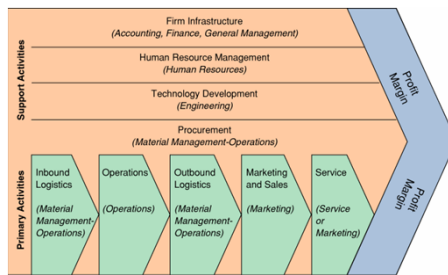 Support Activities
Firm Infrastructure
(Accounting, Finance, General Management)
Human Resource Management
(Human Resources)
Technology Development
(Engineering)
Procurement
(Material Management-Operations)
Primary Activities
Inbound
Logistics
(Material
Management-
Operations)
Operations
(Operations)
Outbound
Logistics
(Material
Management-
Operations)
Marketing
and Sales
(Marketing)
Service
(Service
or
Marketing)
Profit
Margin
Profit
Margin